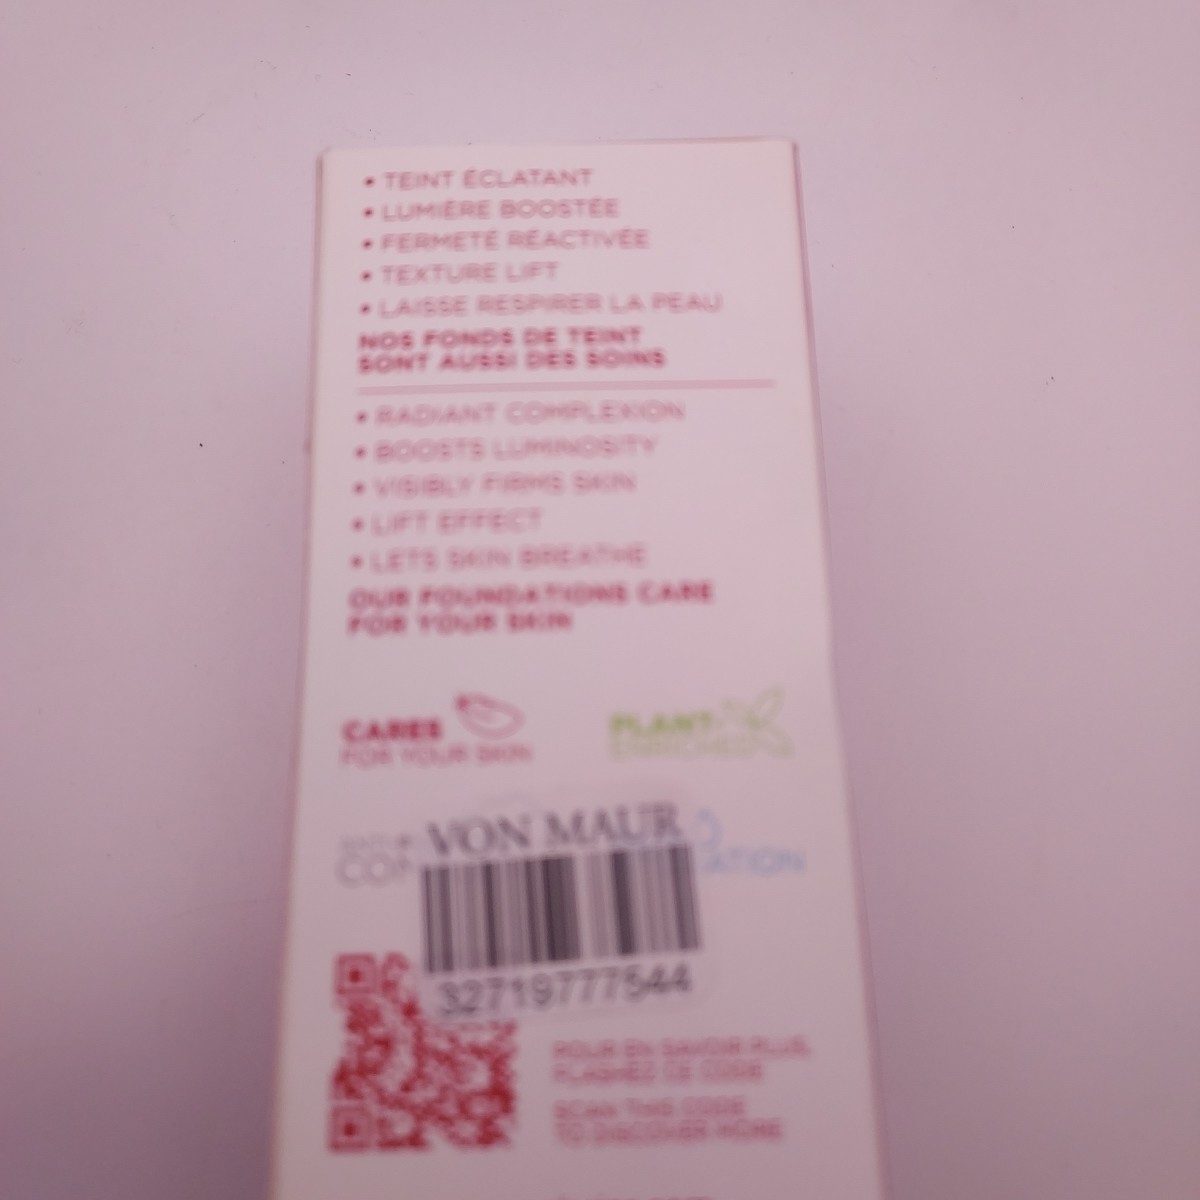 • TEINT ÉCLATANT
• LUMIÈRE BOOSTÉE
• FERMETÉ RÉACTIVÉE
• TEXTURE LIFT
• LAISSE RESPIRER LA PEAU
NOS FONDS DE TEINT
SONT AUSSI DES SOINS
• RADIANT COMPLEXION
• BOOSTS LUMINOSITY
• VISIBLY FIRMS SKIN
• LIFT EFFECT
• LETS SKIN BREATHE
OUR FOUNDATIONS CARE
FOR YOUR SKIN
CARES
FOR YOUR SKIN
PLANT
ENRICHED
VON MAUR
32719777544
POUR EN SAVOIR PLUS,
FLASHEZ CE CODE
SCAN THIS CODE
TO DISCOVER MORE